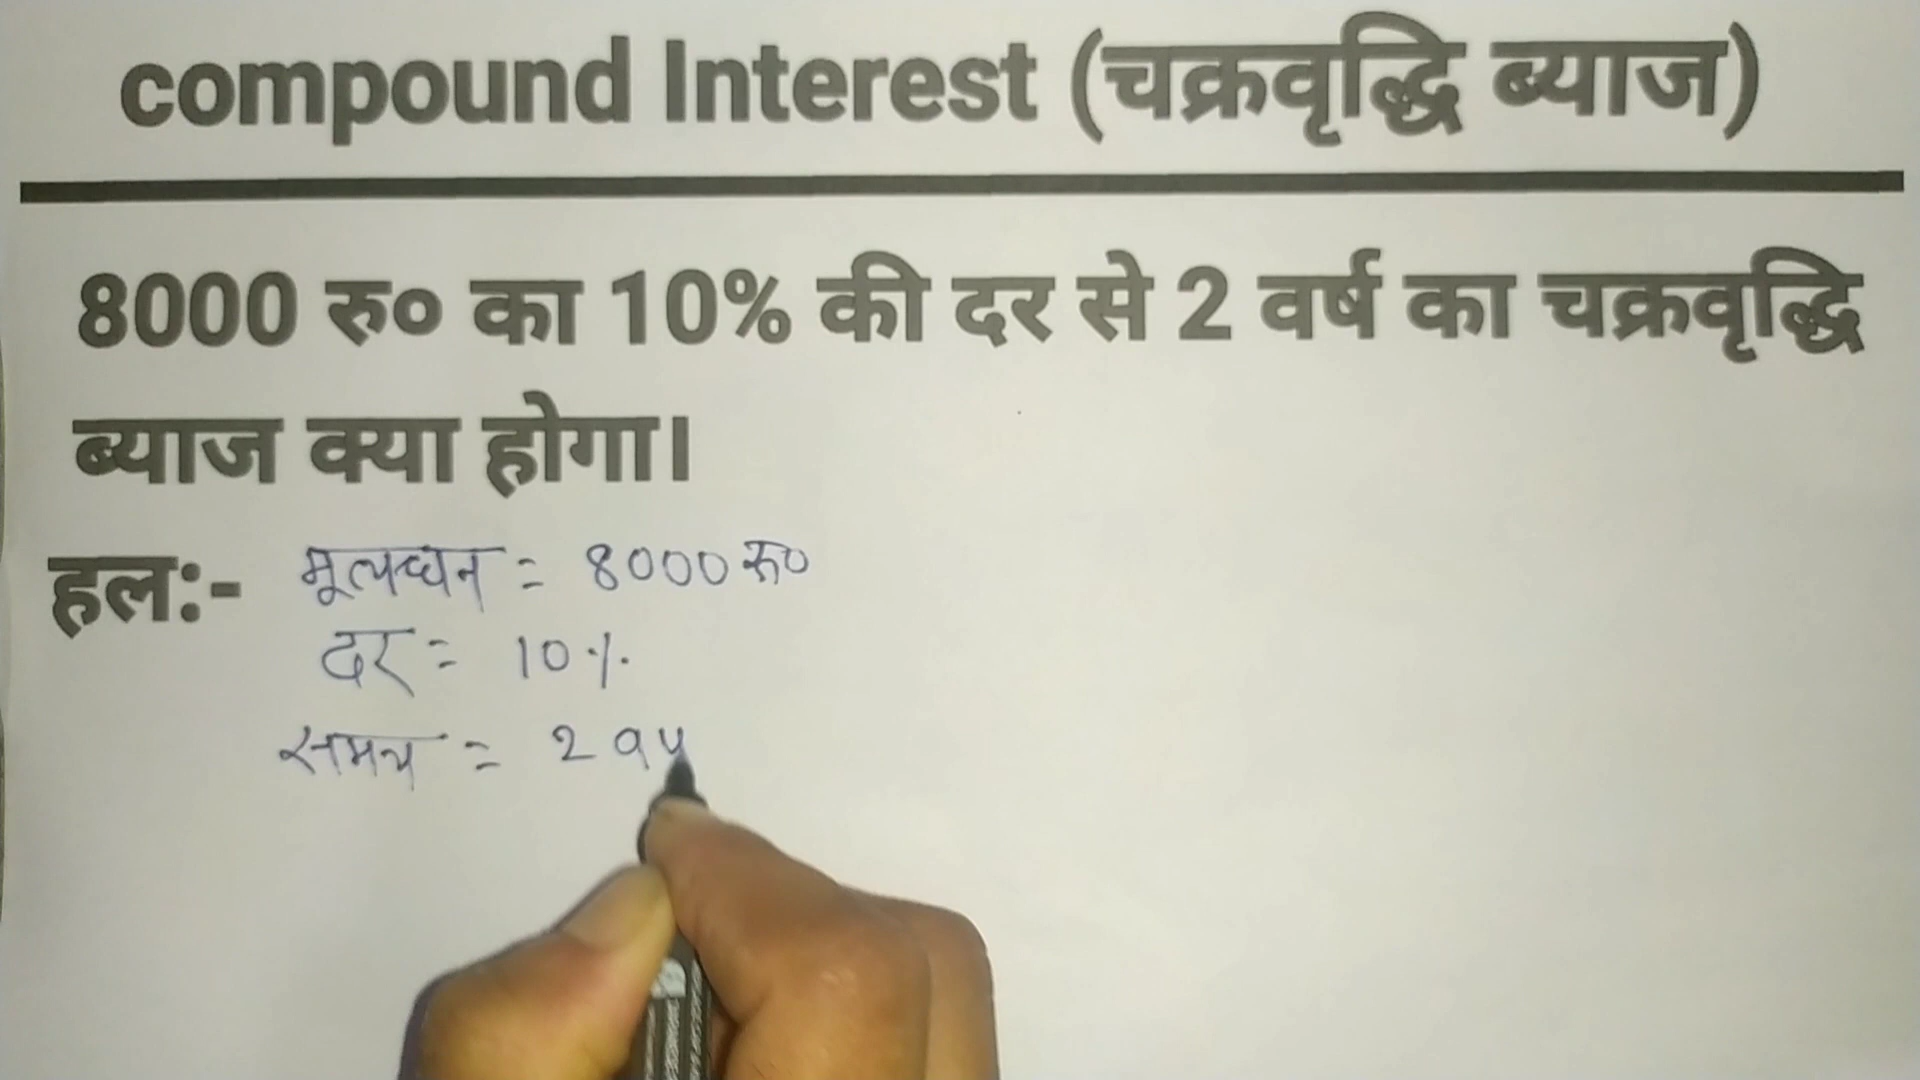 compound Interest (चक्रवृद्धि ब्याज)
8000 रु० का 10% की दर से 2 वर्ष का चक्रवृद्धि
ब्याज क्या होगा।
हल:- मूलधन = 8000 रु०
दर = 10%
समय = 2